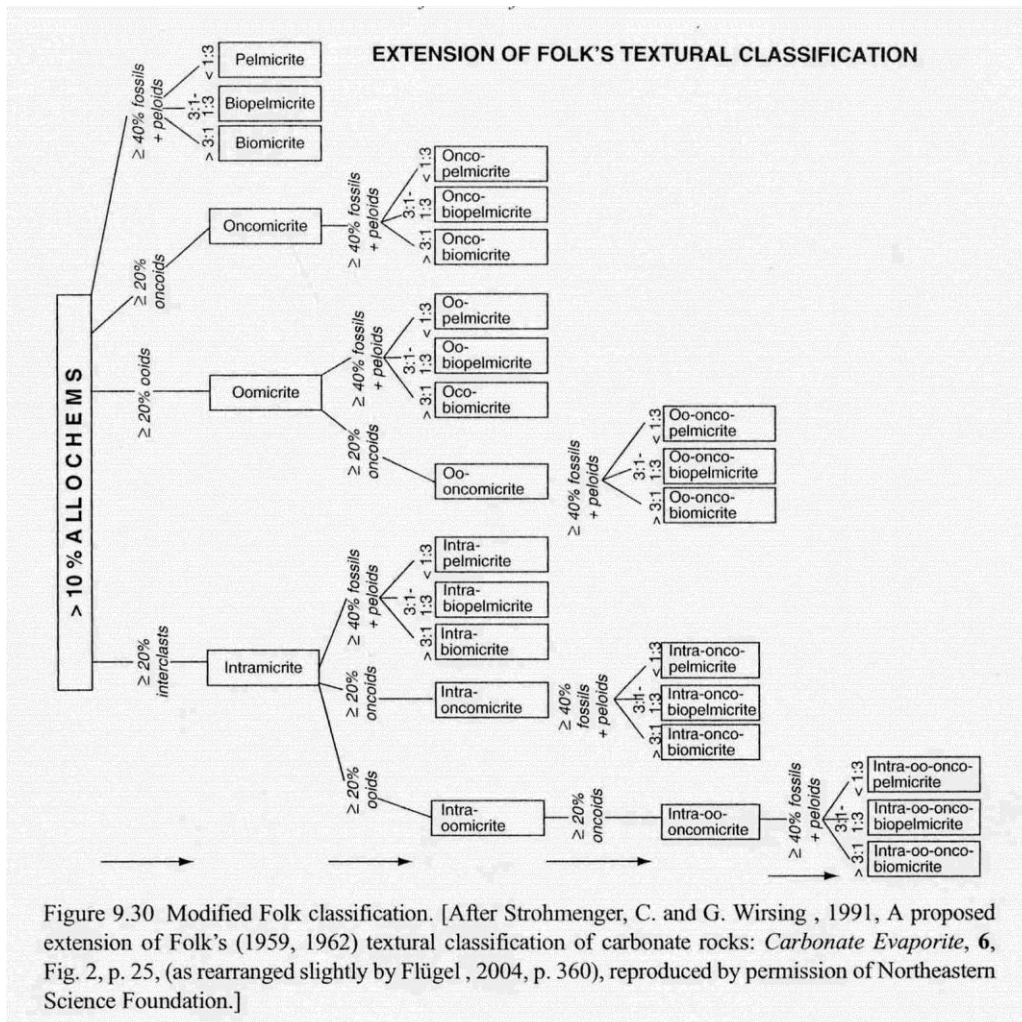 EXTENSION OF FOLK'S TEXTURAL CLASSIFICATION
> 10 % ALLOCHEMS
≥ 40% fossils
+ peloids
< 1:3
Pelmicrite
3:1-
1:3
Biopelmicrite
> 3:1
Biomicrite
≥ 20%
oncoids
Oncomicrite
≥ 40% fossils
+ peloids
< 1:3
Onco-
pelmicrite
3:1-
1:3
Onco-
biopelmicrite
> 3:1
Onco-
biomicrite
≥ 20% ooids
Oomicrite
≥ 40% fossils
+ peloids
< 1:3
Oo-
pelmicrite
3:1-
1:3
Oo-
biopelmicrite
> 3:1
Oco-
biomicrite
≥ 20%
oncoids
Oo-
oncomicrite
≥ 40% fossils
+ peloids
< 1:3
Oo-onco-
pelmicrite
3:1-
1:3
Oo-onco-
biopelmicrite
> 3:1
Oo-onco-
biomicrite
≥ 20%
interclasts
Intramicrite
≥ 40% fossils
+ peloids
< 1:3
Intra-
pelmicrite
3:1-
1:3
Intra-
biopelmicrite
> 3:1
Intra-
biomicrite
≥ 20%
oncoids
Intra-
oncomicrite
≥ 40%
fossils
+ peloids
< 1:3
Intra-onco-
pelmicrite
3:1-
1:3
Intra-onco-
biopelmicrite
> 3:1
Intra-onco-
biomicrite
≥ 20%
ooids
Intra-
oomicrite
≥ 20%
oncoids
Intra-oo-
oncomicrite
≥ 40% fossils
+ peloids
< 1:3
Intra-oo-onco-
pelmicrite
3:1-
1:3
Intra-oo-onco-
biopelmicrite
> 3:1
Intra-oo-onco-
biomicrite
Figure 9.30 Modified Folk classification. [After Strohmenger, C. and G. Wirsing , 1991, A proposed
extension of Folk's (1959, 1962) textural classification of carbonate rocks: Carbonate Evaporite, 6,
Fig. 2, p. 25, (as rearranged slightly by Flügel , 2004, p. 360), reproduced by permission of Northeastern
Science Foundation.]